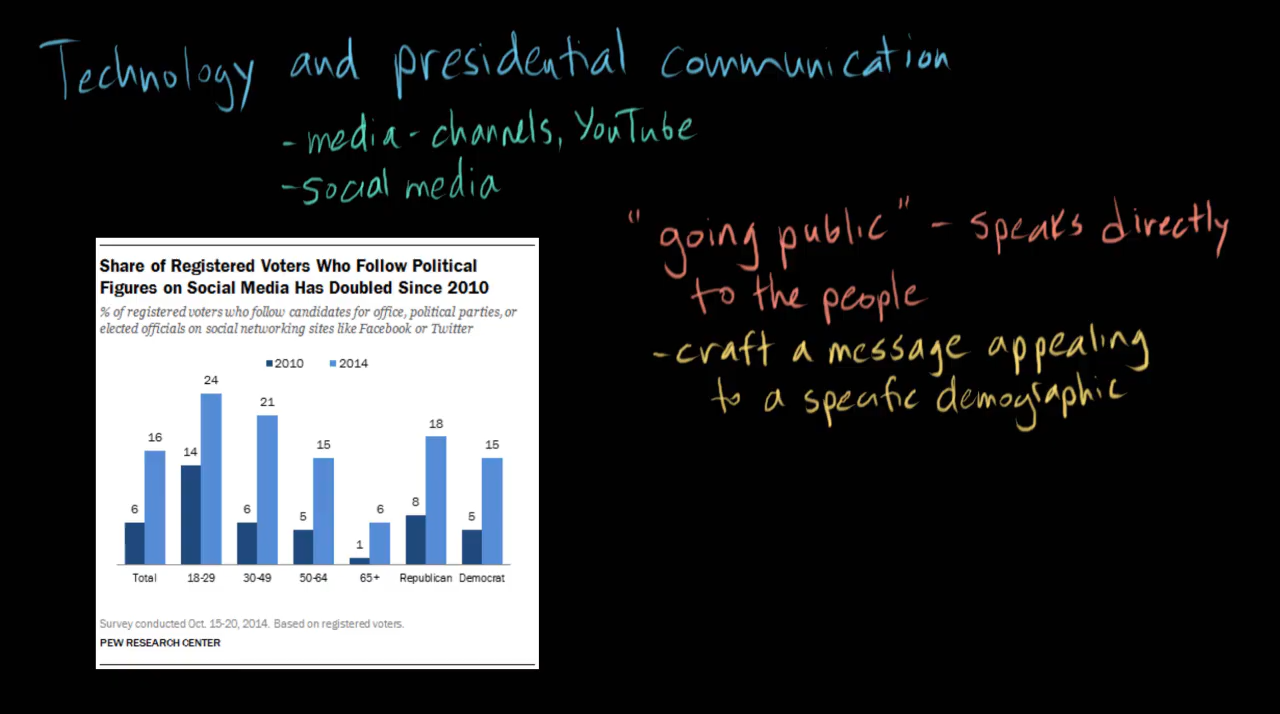 Technology and presidential communication
- media - channels, YouTube
- social media
"going public" - speaks directly
to the people
- craft a message appealing
to a specific demographic
Share of Registered Voters Who Follow Political
Figures on Social Media Has Doubled Since 2010
% of registered voters who follow candidates for office, political parties, or
elected officials on social networking sites like Facebook or Twitter
2010 2014
6 16 14 24 6 21 5 15 1 6 8 18 5 15
Total 18-29 30-49 50-64 65+ Republican Democrat
Survey conducted Oct. 15-20, 2014. Based on registered voters.
PEW RESEARCH CENTER